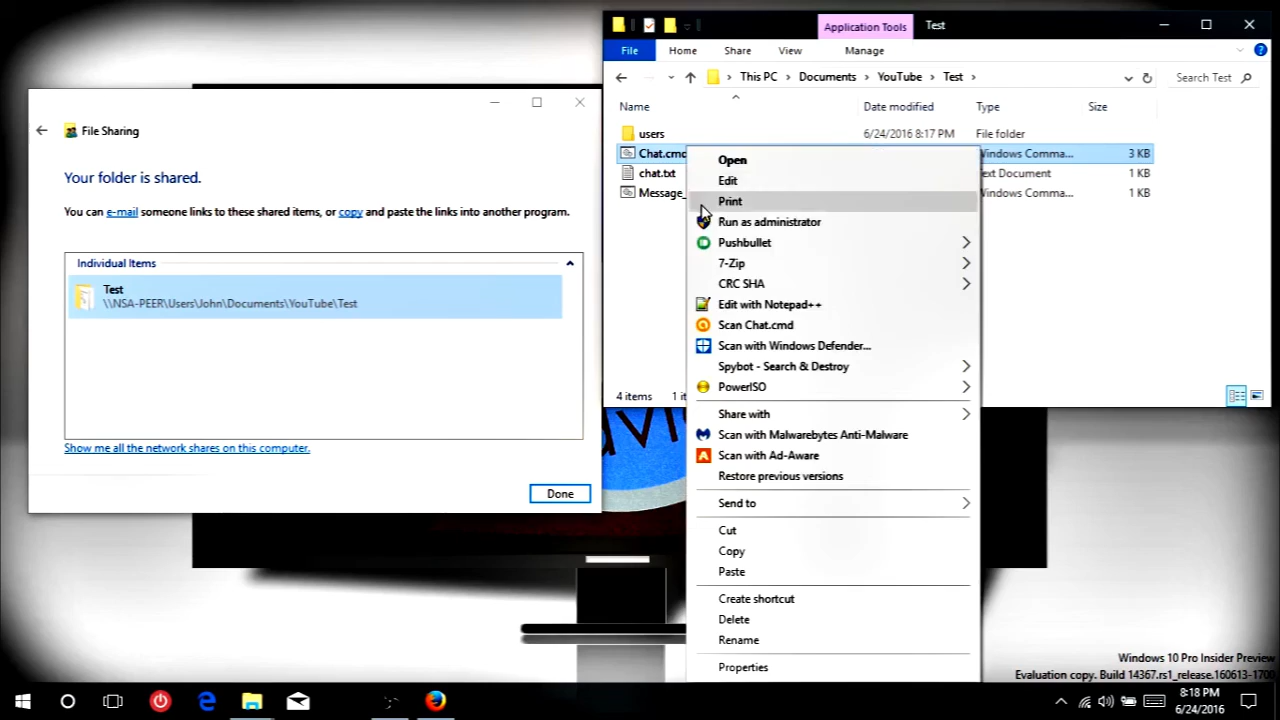 File Sharing
Your folder is shared.
You can e-mail someone links to these shared items, or copy and paste the links into another program.
Individual Items
Test
\\NSA-PEER\Users\John\Documents\YouTube\Test
Show me all the network shares on this computer.
Done
Application Tools
Test
File
Home
Share
View
Manage
This PC
Documents
YouTube
Test
Search Test
Name
Date modified
Type
Size
users
6/24/2016 8:17 PM
File folder
Chat.cmd
Windows Comma...
3 KB
chat.txt
ext Document
1 KB
Message_
Windows Comma...
1 KB
4 items
1 it
Open
Edit
Print
Run as administrator
Pushbullet
7-Zip
CRC SHA
Edit with Notepad++
Scan Chat.cmd
Scan with Windows Defender...
Spybot - Search & Destroy
PowerISO
Share with
Scan with Malwarebytes Anti-Malware
Scan with Ad-Aware
Restore previous versions
Send to
Cut
Copy
Paste
Create shortcut
Delete
Rename
Properties
Windows 10 Pro Insider Preview
Evaluation copy. Build 14367.rs1_release.160613-1700
8:18 PM
6/24/2016